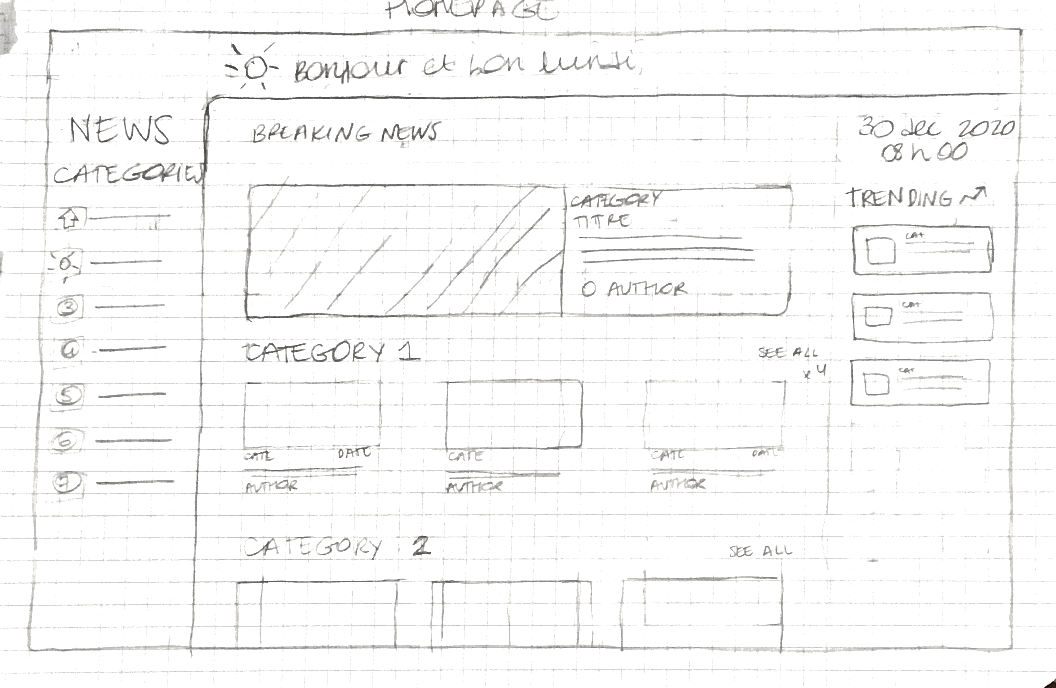 HOMEPAGE
Bonjour et bon lundi,
NEWS
CATEGORIES
3
4
5
6
7
BREAKING NEWS
CATEGORY
TITRE
O AUTHOR
30 dec 2020
08 h 00
TRENDING
CAT
CAT
CAT
CATEGORY 1
SEE ALL
x 4
CATE DATE
AUTHOR
CATE
AUTHOR
CATE DATE
AUTHOR
CATEGORY 2
SEE ALL